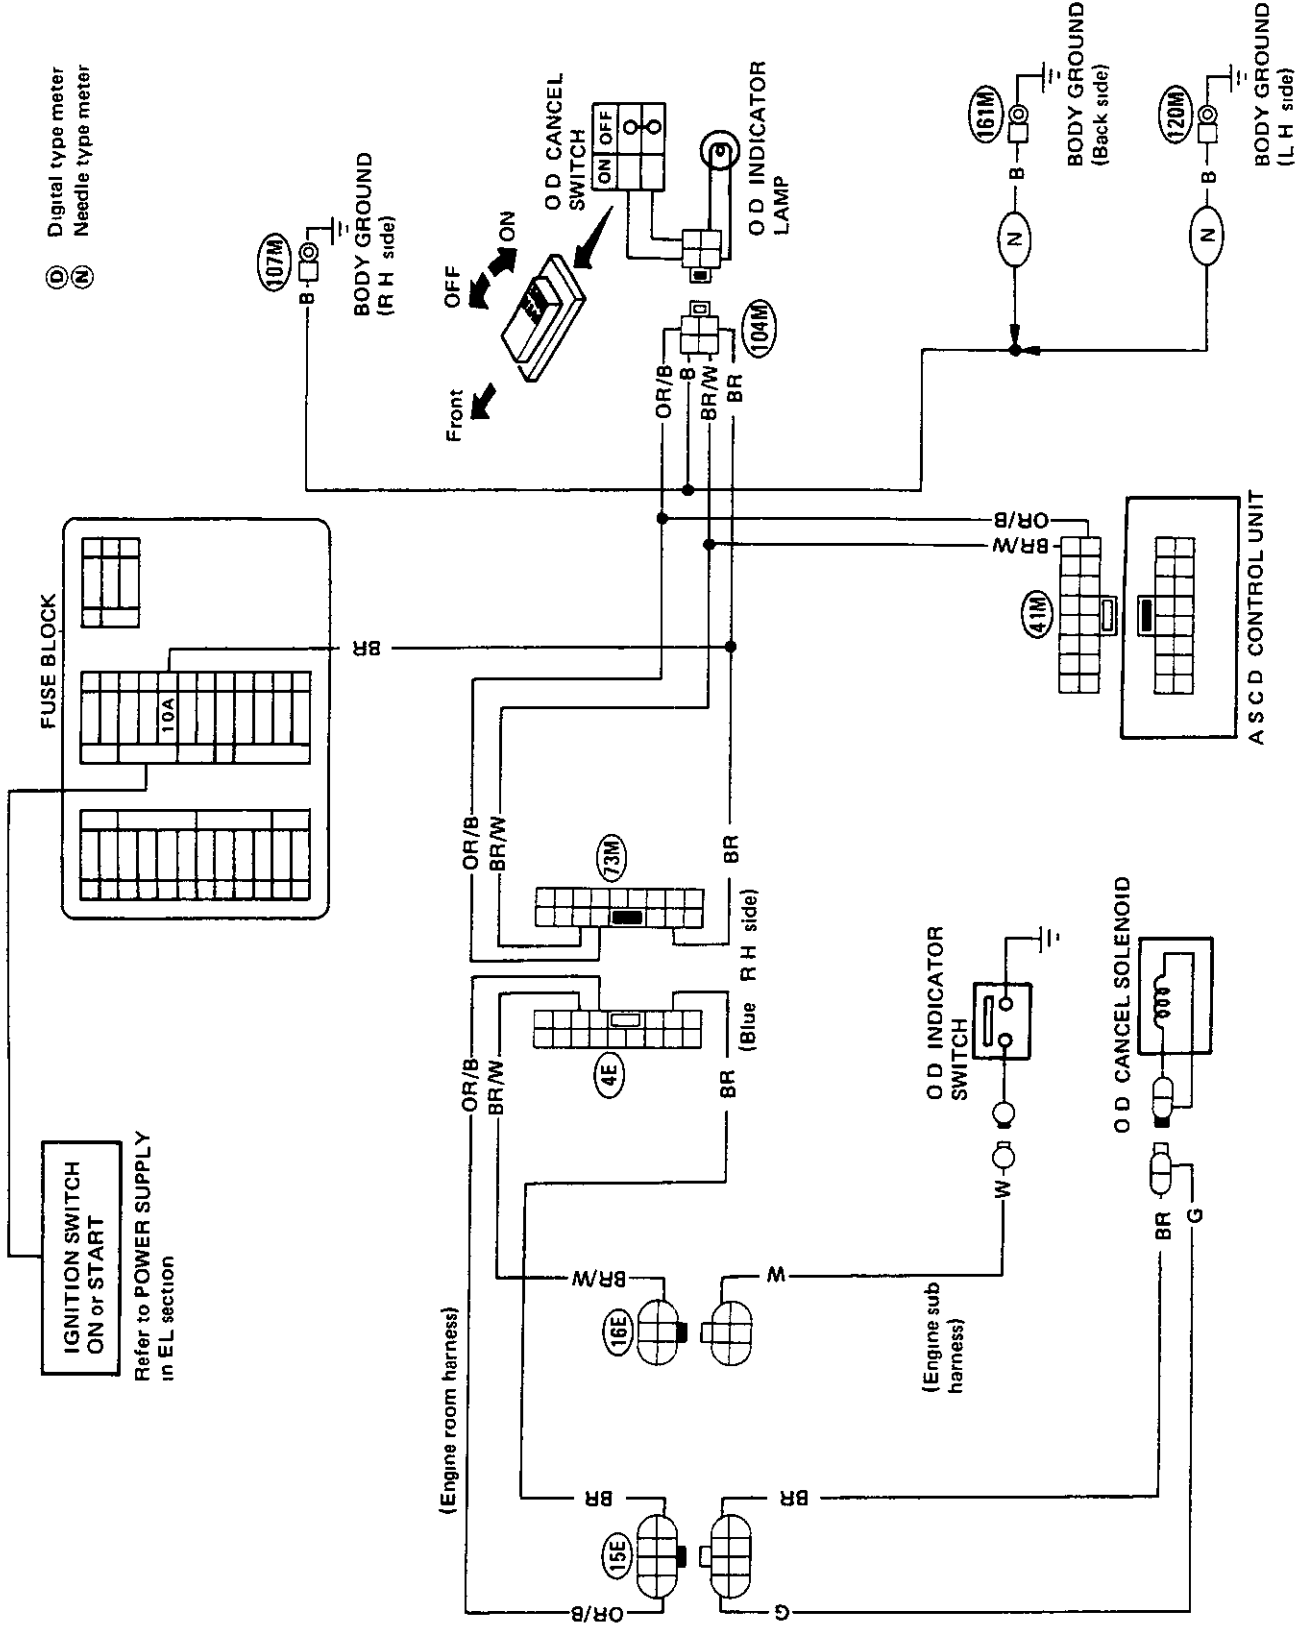 Ⓓ Digital type meter
Ⓝ Needle type meter
IGNITION SWITCH
ON or START
Refer to POWER SUPPLY
in EL section
FUSE BLOCK
10A
BR
107M
B
BODY GROUND
(R H side)
Front
OFF
ON
O D CANCEL
SWITCH
ON OFF
O D INDICATOR
LAMP
104M
OR/B
B
BR/W
BR
161M
B
N
BODY GROUND
(Back side)
120M
B
N
BODY GROUND
(L H side)
OR/B
BR/W
41M
A S C D CONTROL UNIT
OR/B
BR/W
73M
BR
(Blue R H side)
OR/B
BR/W
4E
BR
(Engine room harness)
BR/W
16E
W
(Engine sub
harness)
W
O D INDICATOR
SWITCH
O D CANCEL SOLENOID
BR
G
BR
15E
BR
OR/B
G